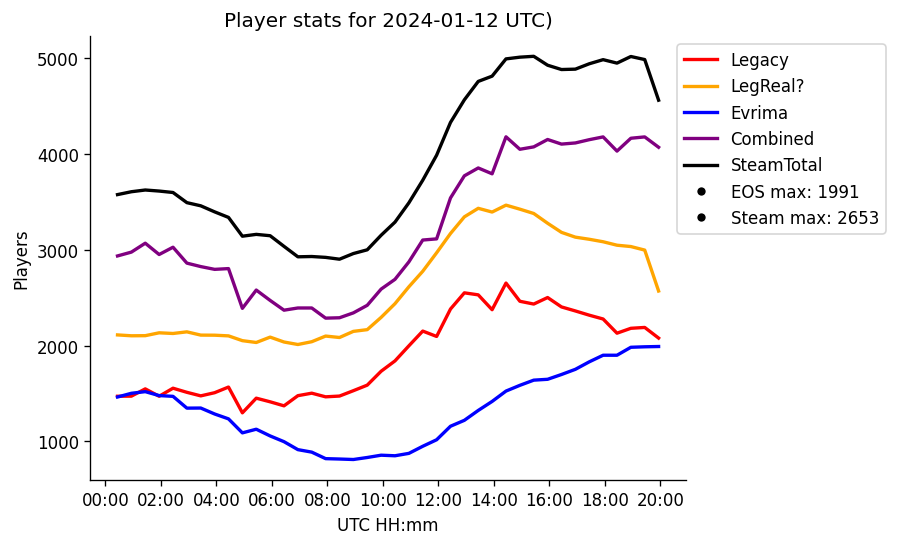 Player stats for 2024-01-12 UTC)
5000
4000
3000
2000
1000
Players
00:00 02:00 04:00 06:00 08:00 10:00 12:00 14:00 16:00 18:00 20:00
UTC HH:mm
Legacy
LegReal?
Evrima
Combined
SteamTotal
EOS max: 1991
Steam max: 2653